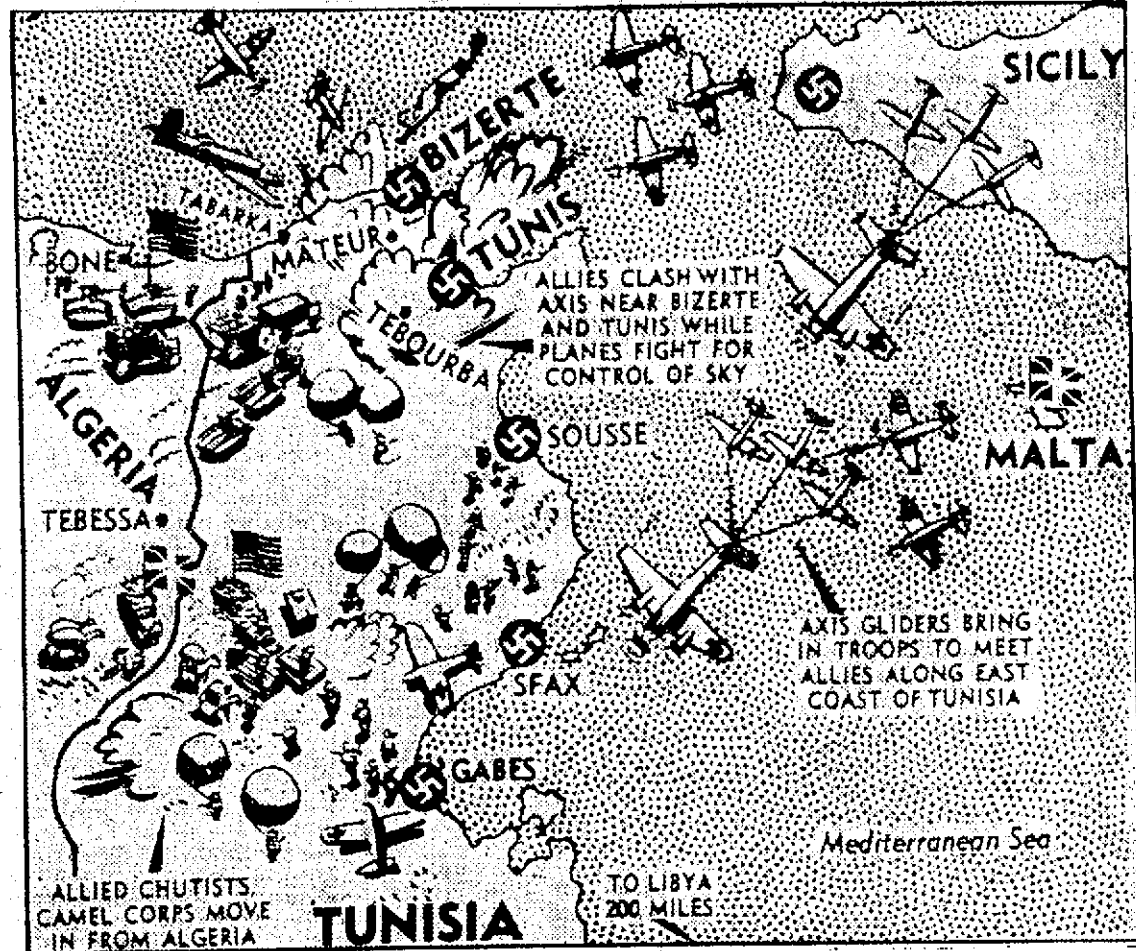 SICILY
BIZERTE
TUNIS
TABARKA
MATEUR
BONE
TEBOURBA
ALLIES CLASH WITH
AXIS NEAR BIZERTE
AND TUNIS WHILE
PLANES FIGHT FOR
CONTROL OF SKY
ALGERIA
SOUSSE
MALTA
TEBESSA
AXIS GLIDERS BRING
IN TROOPS TO MEET
ALLIES ALONG EAST
COAST OF TUNISIA
SFAX
GABES
Mediterranean Sea
ALLIED CHUTISTS,
CAMEL CORPS MOVE
IN FROM ALGERIA
TUNISIA
TO LIBYA
200 MILES